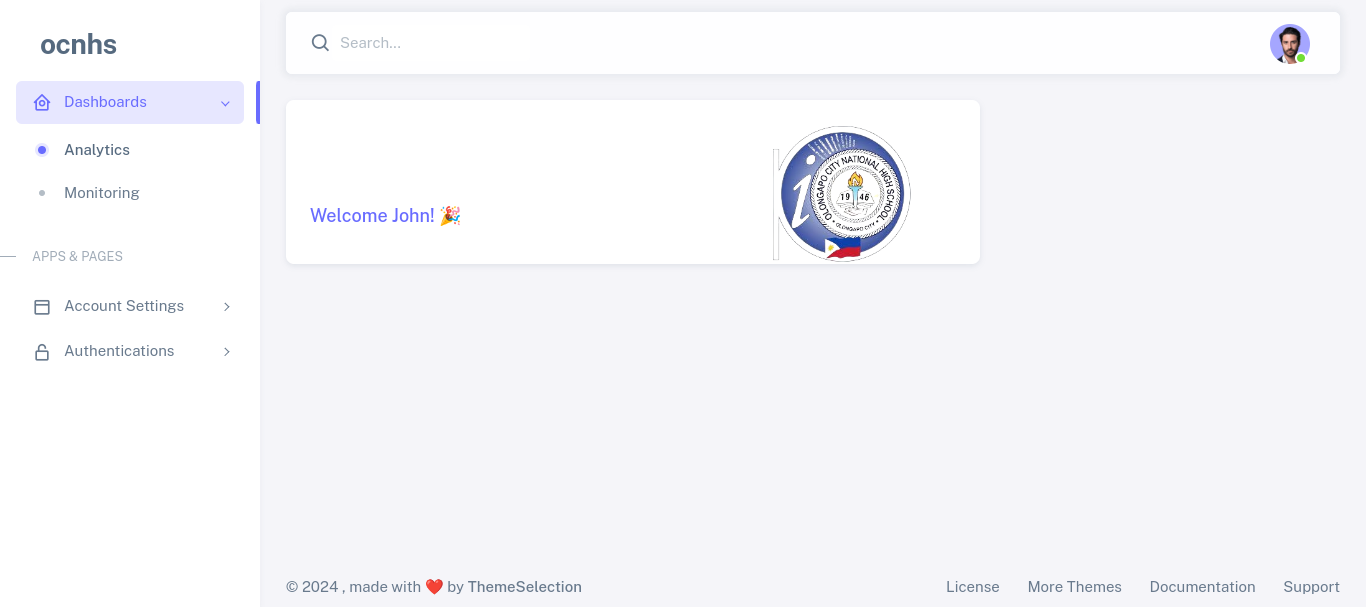 ocnhs
Search...
Dashboards
Analytics
Monitoring
APPS & PAGES
Account Settings
Authentications
Welcome John! 🎉
i
OLONGAPO CITY NATIONAL HIGH SCHOOL
19 46
• OLONGAPO CITY •
© 2024 , made with ❤️ by ThemeSelection
License More Themes Documentation Support